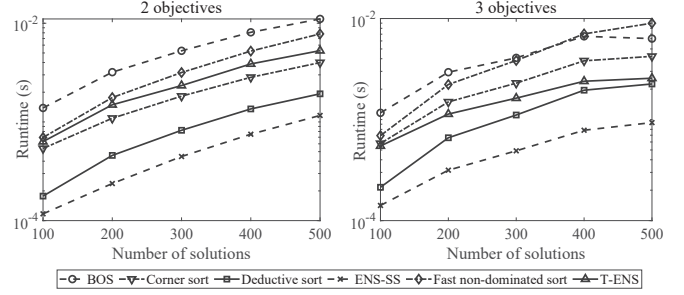 2 objectives
3 objectives
10^-2
10^-4
Runtime (s)
100 200 300 400 500
Number of solutions
10^-2
10^-4
Runtime (s)
100 200 300 400 500
Number of solutions
BOS Corner sort Deductive sort ENS-SS Fast non-dominated sort T-ENS